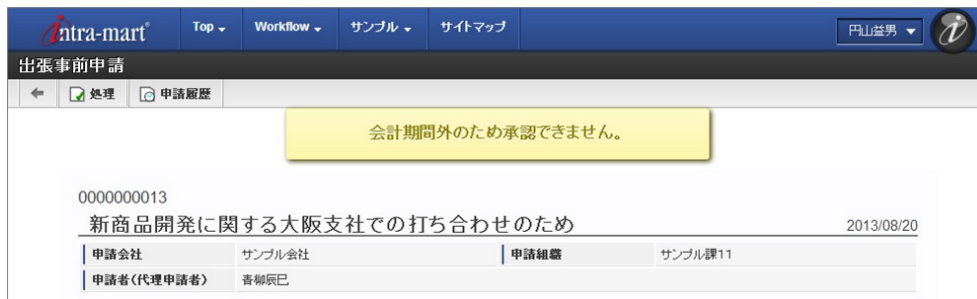 intra-mart Top Workflow サンプル サイトマップ 円山益男
出張事前申請
処理 申請履歴
会計期間外のため承認できません。
0000000013
新商品開発に関する大阪支社での打ち合わせのため 2013/08/20
申請会社 サンプル会社 申請組織 サンプル課11
申請者(代理申請者) 青柳辰巳